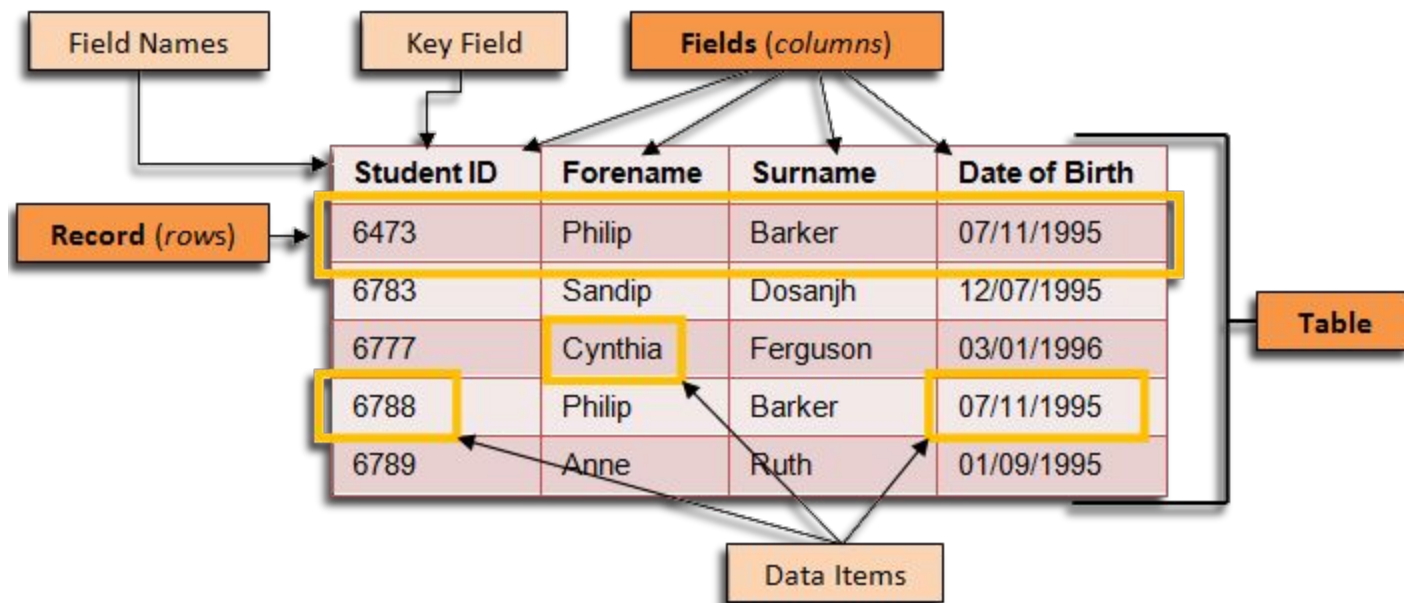 Field Names
Key Field
Fields (columns)
Student ID Forename Surname Date of Birth
Record (rows)
6473 Philip Barker 07/11/1995
6783 Sandip Dosanjh 12/07/1995
Table
6777 Cynthia Ferguson 03/01/1996
6788 Philip Barker 07/11/1995
6789 Anne Ruth 01/09/1995
Data Items